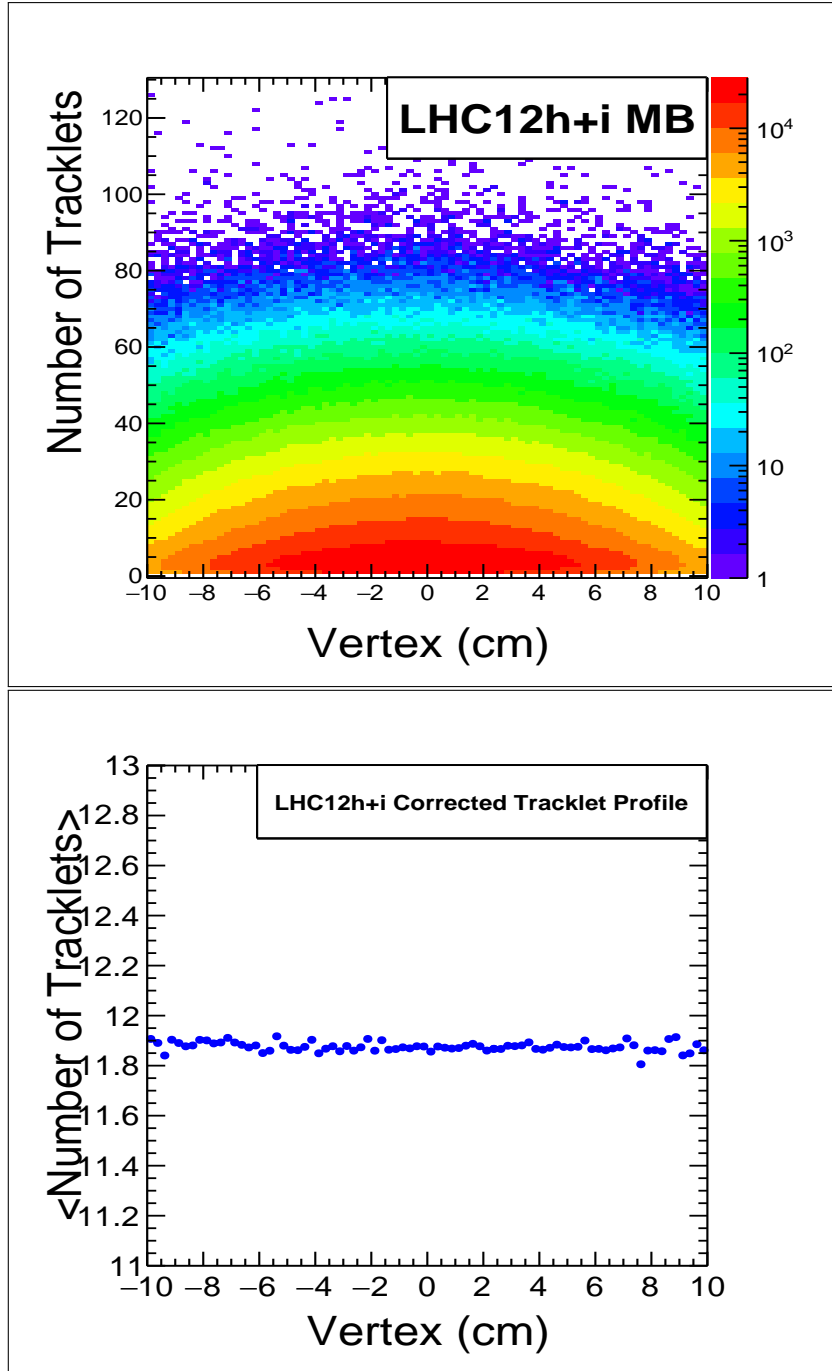 LHC12h+i MB
Number of Tracklets
120
100
80
60
40
20
0
−10 −8 −6 −4 −2 0 2 4 6 8 10
Vertex (cm)
10⁴
10³
10²
10
1
LHC12h+i Corrected Tracklet Profile
<Number of Tracklets>
13
12.8
12.6
12.4
12.2
12
11.8
11.6
11.4
11.2
11
−10 −8 −6 −4 −2 0 2 4 6 8 10
Vertex (cm)